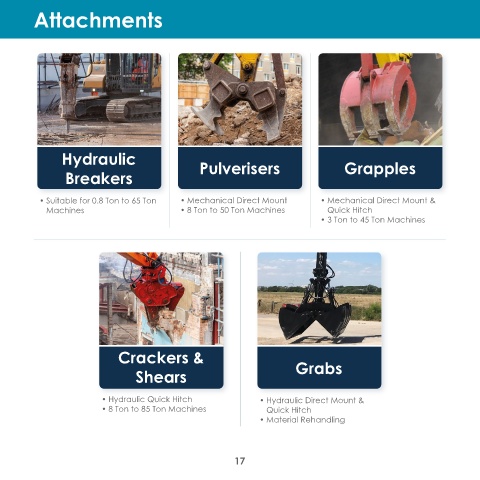 Attachments
Hydraulic
Breakers
• Suitable for 0.8 Ton to 65 Ton
Machines
Pulverisers
• Mechanical Direct Mount
• 8 Ton to 50 Ton Machines
Grapples
• Mechanical Direct Mount &
Quick Hitch
• 3 Ton to 45 Ton Machines
Crackers &
Shears
• Hydraulic Quick Hitch
• 8 Ton to 85 Ton Machines
Grabs
• Hydraulic Direct Mount &
Quick Hitch
• Material Rehandling
17